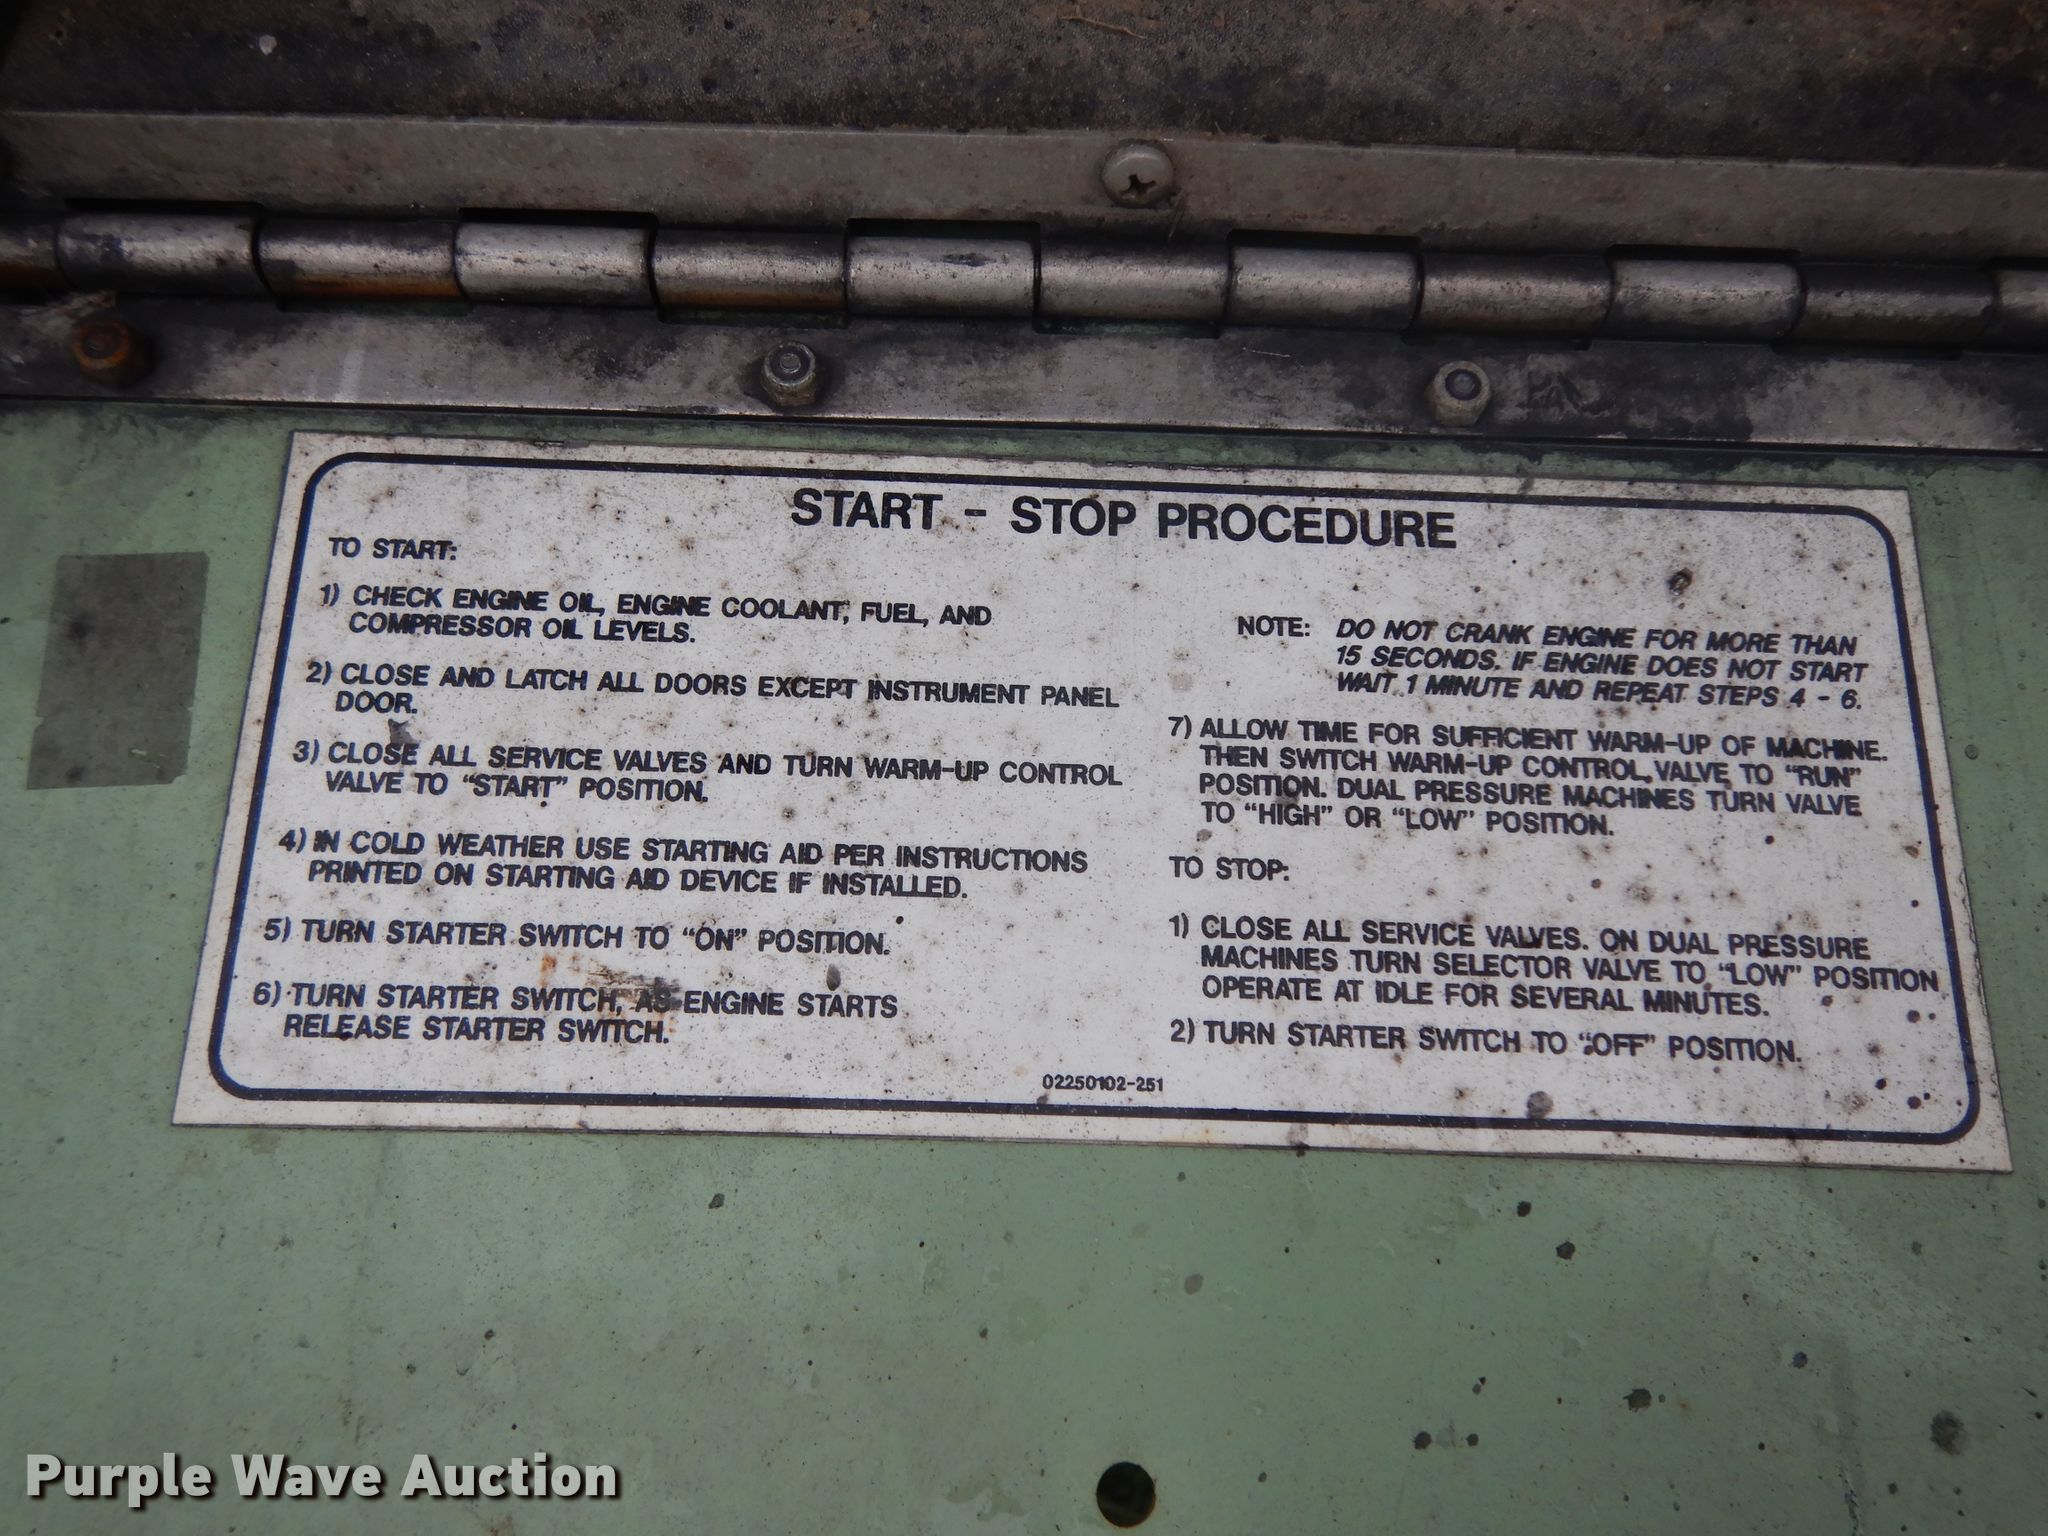 START - STOP PROCEDURE
TO START:
1) CHECK ENGINE OIL, ENGINE COOLANT, FUEL, AND
COMPRESSOR OIL LEVELS.
2) CLOSE AND LATCH ALL DOORS EXCEPT INSTRUMENT PANEL
DOOR.
3) CLOSE ALL SERVICE VALVES AND TURN WARM-UP CONTROL
VALVE TO "START" POSITION.
4) IN COLD WEATHER USE STARTING AID PER INSTRUCTIONS
PRINTED ON STARTING AID DEVICE IF INSTALLED.
5) TURN STARTER SWITCH TO "ON" POSITION.
6) TURN STARTER SWITCH, AS ENGINE STARTS
RELEASE STARTER SWITCH.
NOTE: DO NOT CRANK ENGINE FOR MORE THAN
15 SECONDS. IF ENGINE DOES NOT START
WAIT 1 MINUTE AND REPEAT STEPS 4 - 6.
7) ALLOW TIME FOR SUFFICIENT WARM-UP OF MACHINE.
THEN SWITCH WARM-UP CONTROL VALVE TO "RUN"
POSITION. DUAL PRESSURE MACHINES TURN VALVE
TO "HIGH" OR "LOW" POSITION.
TO STOP:
1) CLOSE ALL SERVICE VALVES. ON DUAL PRESSURE
MACHINES TURN SELECTOR VALVE TO "LOW" POSITION
OPERATE AT IDLE FOR SEVERAL MINUTES.
2) TURN STARTER SWITCH TO "OFF" POSITION.
02250102-251
Purple Wave Auction